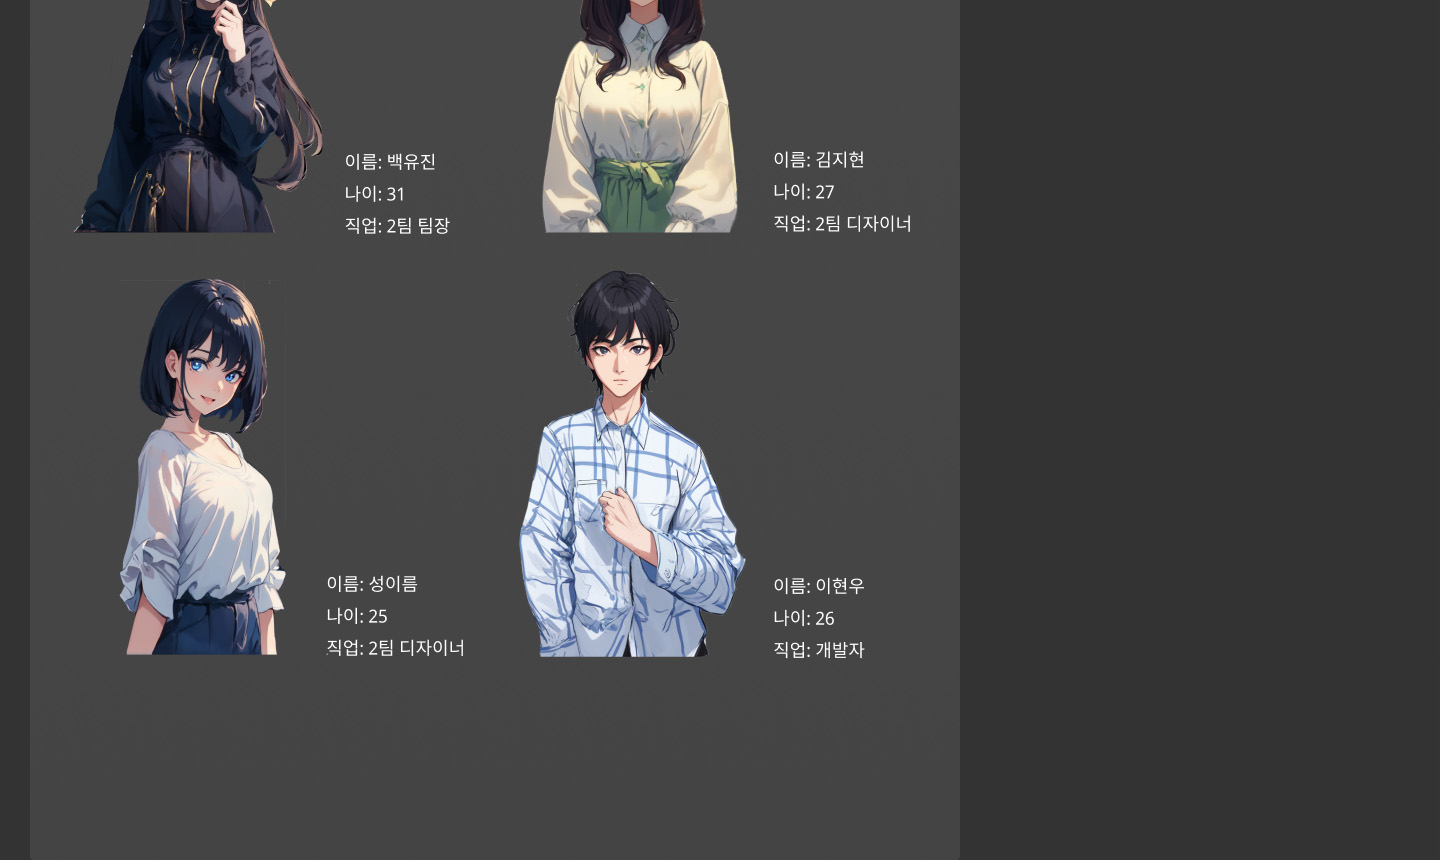 이름: 백유진
나이: 31
직업: 2팀 팀장
이름: 김지현
나이: 27
직업: 2팀 디자이너
이름: 성이름
나이: 25
직업: 2팀 디자이너
이름: 이현우
나이: 26
직업: 개발자